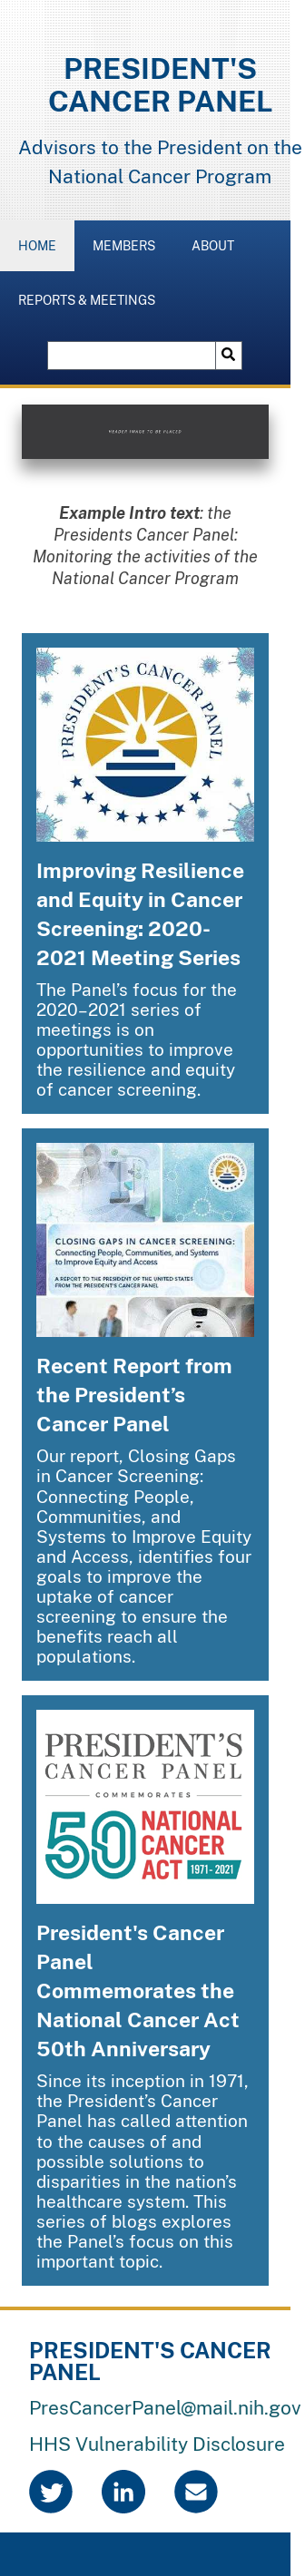 PRESIDENT'S
CANCER PANEL
Advisors to the President on the
National Cancer Program
HOME MEMBERS ABOUT
REPORTS & MEETINGS
HEADER IMAGE TO BE PLACED
Example Intro text: the
Presidents Cancer Panel:
Monitoring the activities of the
National Cancer Program
PRESIDENT'S CANCER PANEL
Improving Resilience
and Equity in Cancer
Screening: 2020-
2021 Meeting Series
The Panel’s focus for the
2020–2021 series of
meetings is on
opportunities to improve
the resilience and equity
of cancer screening.
CLOSING GAPS IN CANCER SCREENING:
Connecting People, Communities, and Systems
to Improve Equity and Access
A REPORT TO THE PRESIDENT OF THE UNITED STATES
FROM THE PRESIDENT'S CANCER PANEL
Recent Report from
the President’s
Cancer Panel
Our report, Closing Gaps
in Cancer Screening:
Connecting People,
Communities, and
Systems to Improve Equity
and Access, identifies four
goals to improve the
uptake of cancer
screening to ensure the
benefits reach all
populations.
PRESIDENT'S
CANCER PANEL
COMMEMORATES
50 NATIONAL
CANCER
ACT 1971-2021
President's Cancer
Panel
Commemorates the
National Cancer Act
50th Anniversary
Since its inception in 1971,
the President’s Cancer
Panel has called attention
to the causes of and
possible solutions to
disparities in the nation’s
healthcare system. This
series of blogs explores
the Panel’s focus on this
important topic.
PRESIDENT'S CANCER
PANEL
PresCancerPanel@mail.nih.gov
HHS Vulnerability Disclosure
in